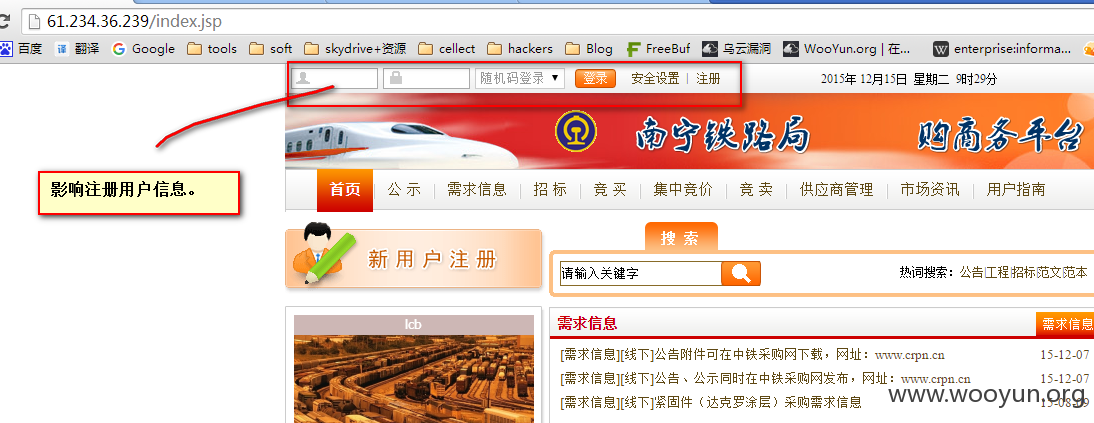 61.234.36.239/index.jsp
百度 翻译 Google tools soft skydrive+资源 cellect hackers Blog FreeBuf 乌云漏洞 WooYun.org | 在... enterprise:informa...
随机码登录 登录 安全设置 | 注册 2015年 12月15日 星期二 9时29分
南宁铁路局 购商务平台
影响注册用户信息。
首页 公 示 需求信息 招 标 竞 买 集中竞价 竞 卖 供应商管理 市场资讯 用户指南
搜 索
新 用 户 注 册
请输入关键字 热词搜索：公告|工程|招标|范文|范本
lcb
需求信息 需求信息
[需求信息][线下]公告附件可在中铁采购网下载，网址：www.crpn.cn 15-12-07
[需求信息][线下]公告、公示同时在中铁采购网发布，网址：www.crpn.cn 15-12-07
[需求信息][线下]紧固件（达克罗涂层）采购需求信息
www.wooyun.org